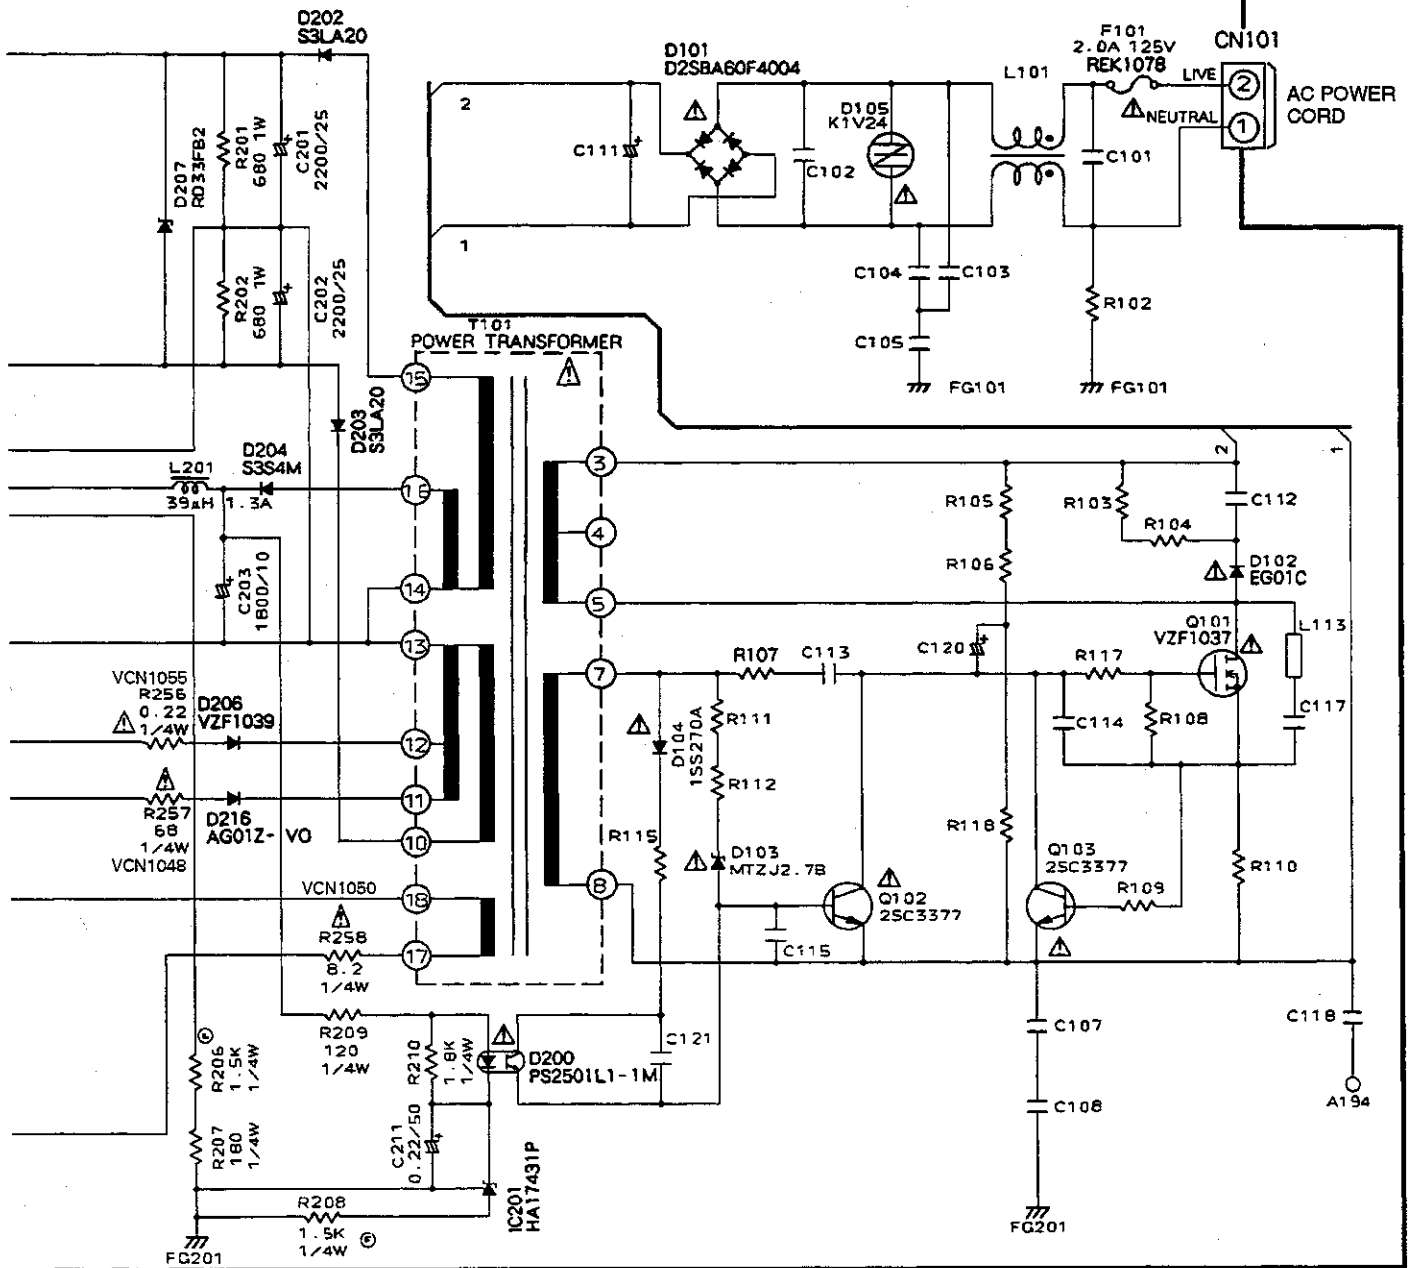 D202
S3LA20
D207
RD33FB2
R201
680 1W
C201
2200/25
R202
680 1W
C202
2200/25
D203
S3LA20
D204
S3S4M
L201
39µH 1.3A
C203
1800/10
VCN1055
R256
0.22
1/4W
D206
VZF1039
R257
68
1/4W
VCN1048
D216
AG01Z- V0
VCN1050
R258
8.2
1/4W
R209
120
1/4W
R206
1.5K
1/4W
F
R207
180
1/4W
R210
1.8K
1/4W
C211
0.22/50
R208
1.5K
1/4W
F
FG201
IC201
HA17431P
D200
PS2501L1-1M
T101
POWER TRANSFORMER
15
16
14
13
12
11
10
18
17
3
4
5
7
8
2
1
C111
D101
D2SBA60F4004
C102
D105
K1V24
L101
C101
F101
2.0A 125V
REK1078
LIVE
NEUTRAL
CN101
2
1
AC POWER
CORD
C104
C103
C105
FG101
R102
FG101
2
1
R105
R106
R103
R104
C112
D102
EG01C
Q101
VZF1037
L113
C117
C120
R107
C113
R117
C114
R108
D104
1SS270A
R111
R112
R115
D103
MTZJ2.7B
C115
Q102
2SC3377
R118
Q103
2SC3377
R109
R110
C121
C107
C108
FG201
C118
A194